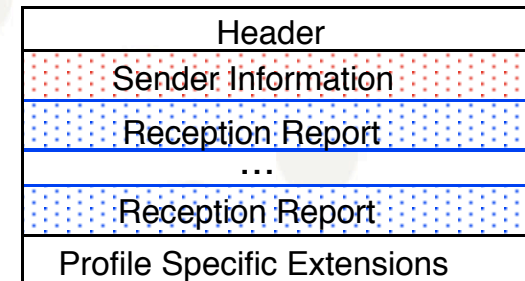 Header
Sender Information
Reception Report
...
Reception Report
Profile Specific Extensions